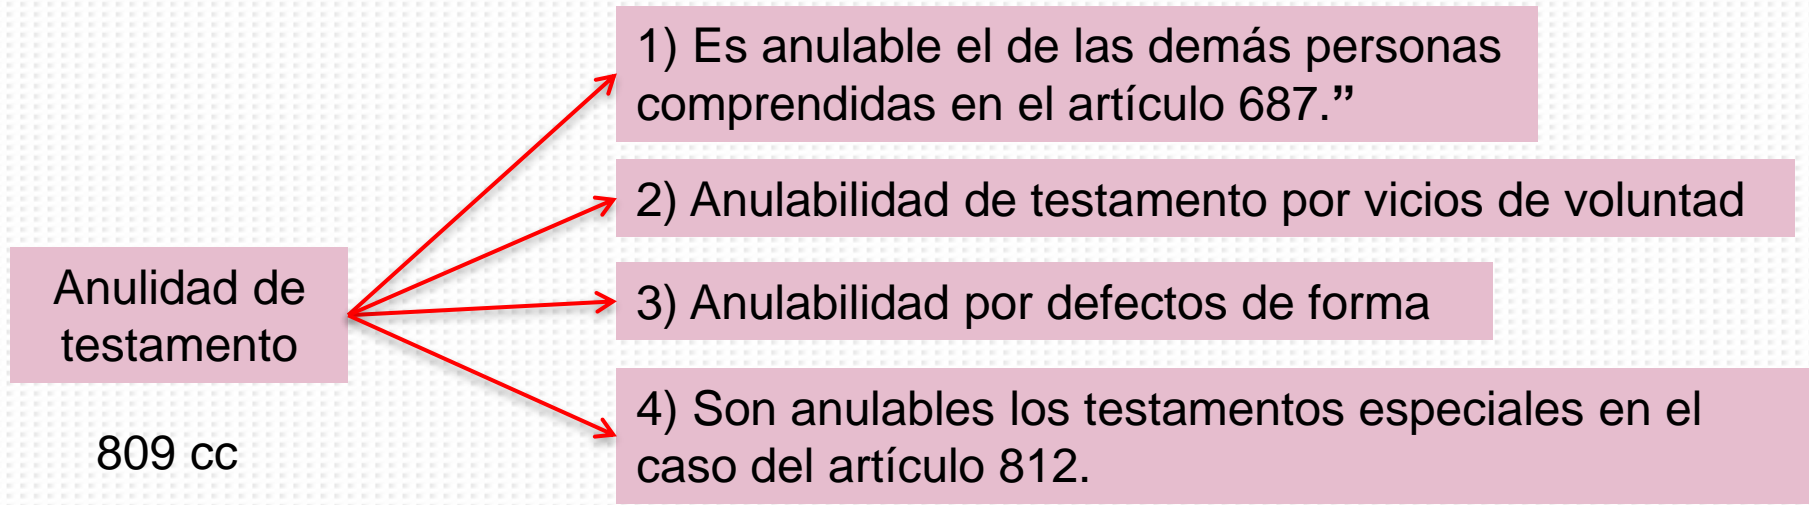 1) Es anulable el de las demás personas
comprendidas en el artículo 687.”
2) Anulabilidad de testamento por vicios de voluntad
Anulidad de
testamento
3) Anulabilidad por defectos de forma
4) Son anulables los testamentos especiales en el
caso del artículo 812.
809 cc